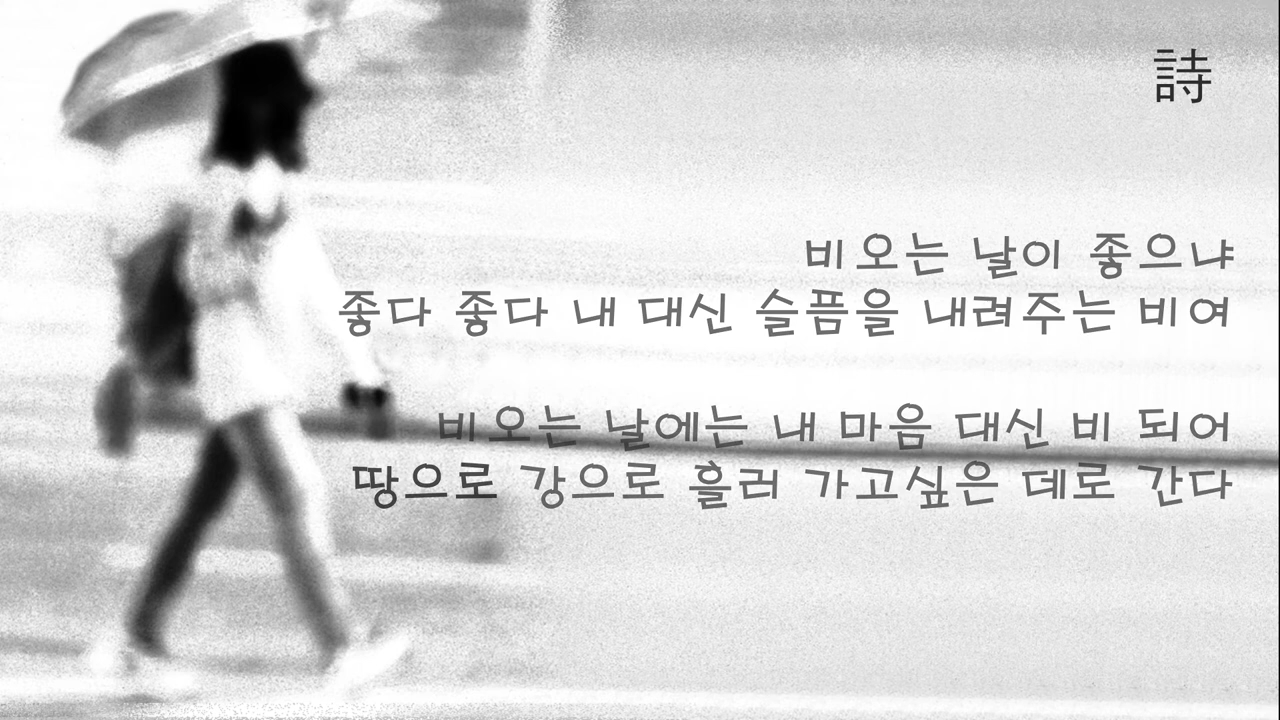 詩
비오는 날이 좋으냐
좋다 좋다 내 대신 슬픔을 내려주는 비여
비오는 날에는 내 마음 대신 비 되어
땅으로 강으로 흘러 가고싶은 데로 간다